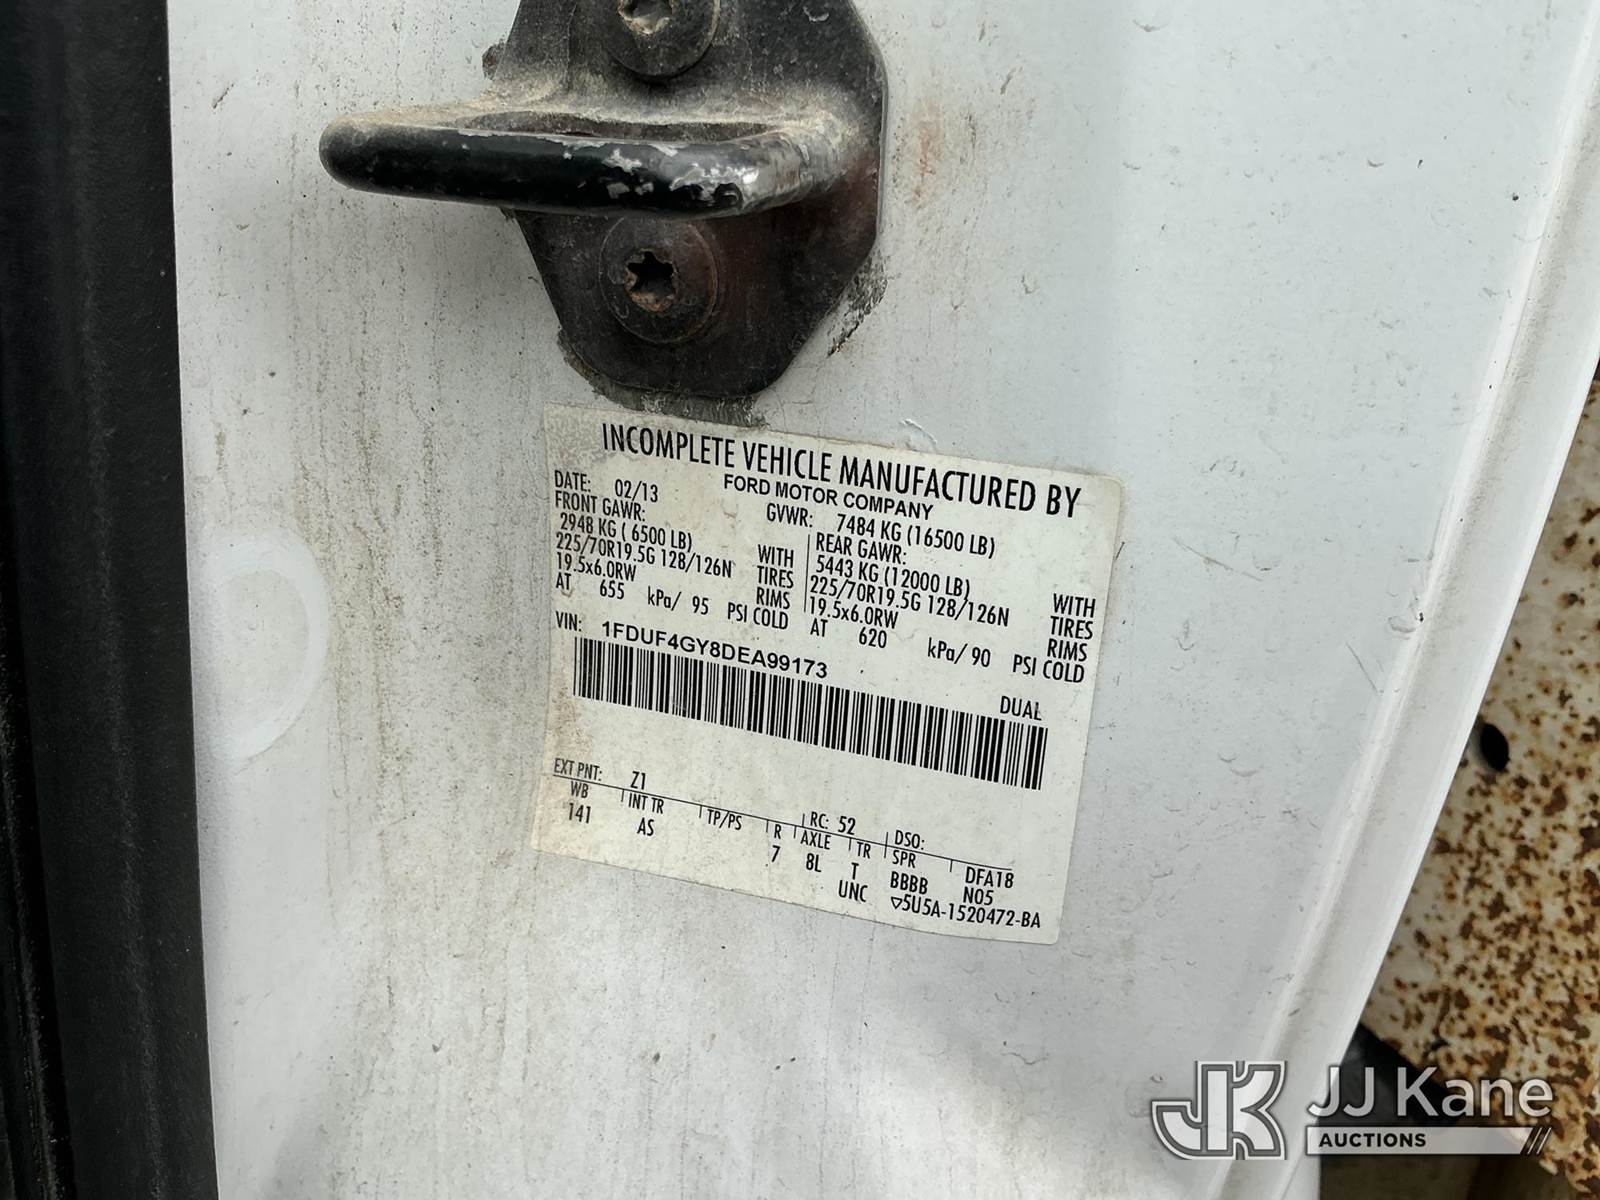 INCOMPLETE VEHICLE MANUFACTURED BY
FORD MOTOR COMPANY
DATE: 02/13
GVWR: 7484 KG (16500 LB)
FRONT GAWR:
2948 KG ( 6500 LB) WITH
225/70R19.5G 128/126N TIRES
19.5x6.0RW RIMS
AT 655 kPa/ 95 PSI COLD
REAR GAWR:
5443 KG (12000 LB) WITH
225/70R19.5G 128/126N TIRES
19.5x6.0RW RIMS
AT 620 kPa/ 90 PSI COLD
VIN: 1FDUF4GY8DEA99173
DUAL
EXT PNT: Z1 RC: 52 DSO:
WB INT TR TP/PS R AXLE TR SPR DFA18
141 AS 7 8L T BBBB N05
UNC ▽5U5A-1520472-BA
JK JJ Kane
AUCTIONS